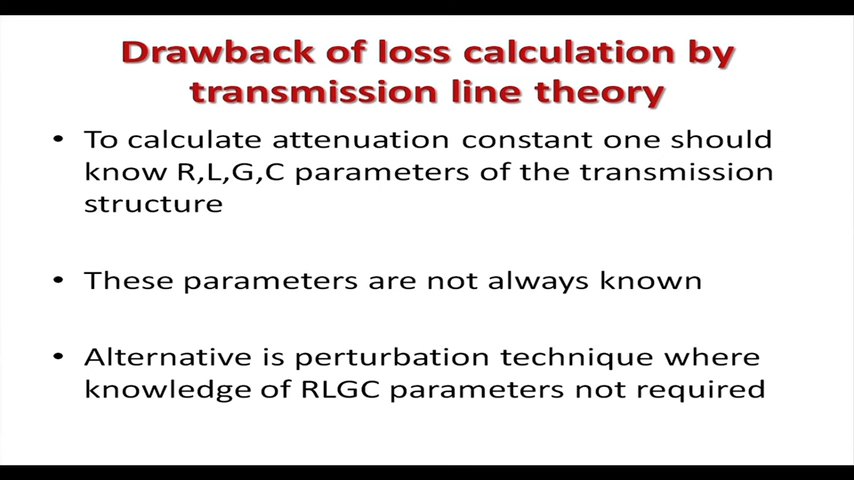 Drawback of loss calculation by
transmission line theory
• To calculate attenuation constant one should
know R,L,G,C parameters of the transmission
structure
• These parameters are not always known
• Alternative is perturbation technique where
knowledge of RLGC parameters not required